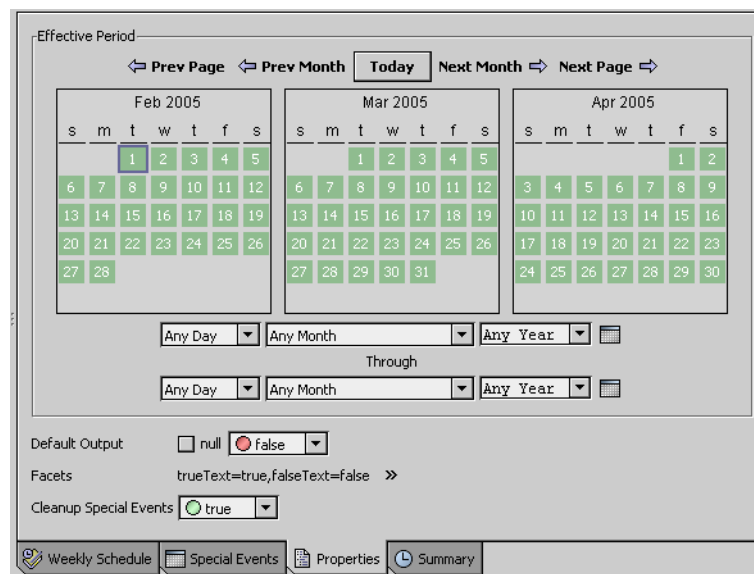 Effective Period
Prev Page Prev Month Today Next Month Next Page
Feb 2005 Mar 2005 Apr 2005
s m t w t f s s m t w t f s s m t w t f s
1 2 3 4 5 1 2 3 4 5 1 2
6 7 8 9 10 11 12 6 7 8 9 10 11 12 3 4 5 6 7 8 9
13 14 15 16 17 18 19 13 14 15 16 17 18 19 10 11 12 13 14 15 16
20 21 22 23 24 25 26 20 21 22 23 24 25 26 17 18 19 20 21 22 23
27 28 27 28 29 30 31 24 25 26 27 28 29 30
Any Day Any Month Any Year
Through
Any Day Any Month Any Year
Default Output null false
Facets trueText=true,falseText=false »
Cleanup Special Events true
Weekly Schedule Special Events Properties Summary